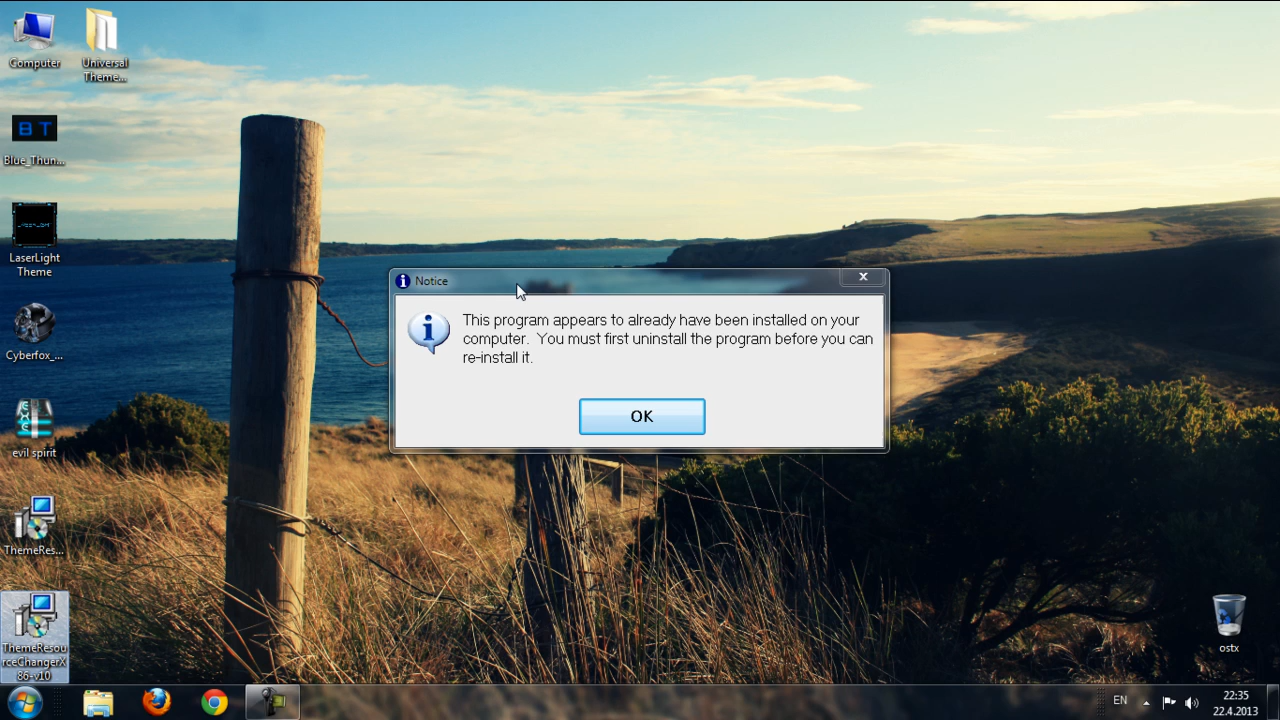 Computer
Universal
Theme...
BT
Blue_Thun...
LaserLight
Theme
Cyberfox_...
evil spirit
ThemeRes...
ThemeResou
rceChangerX
86-v10
Notice
This program appears to already have been installed on your
computer. You must first uninstall the program before you can
re-install it.
OK
ostx
EN
22:35
22.4.2013